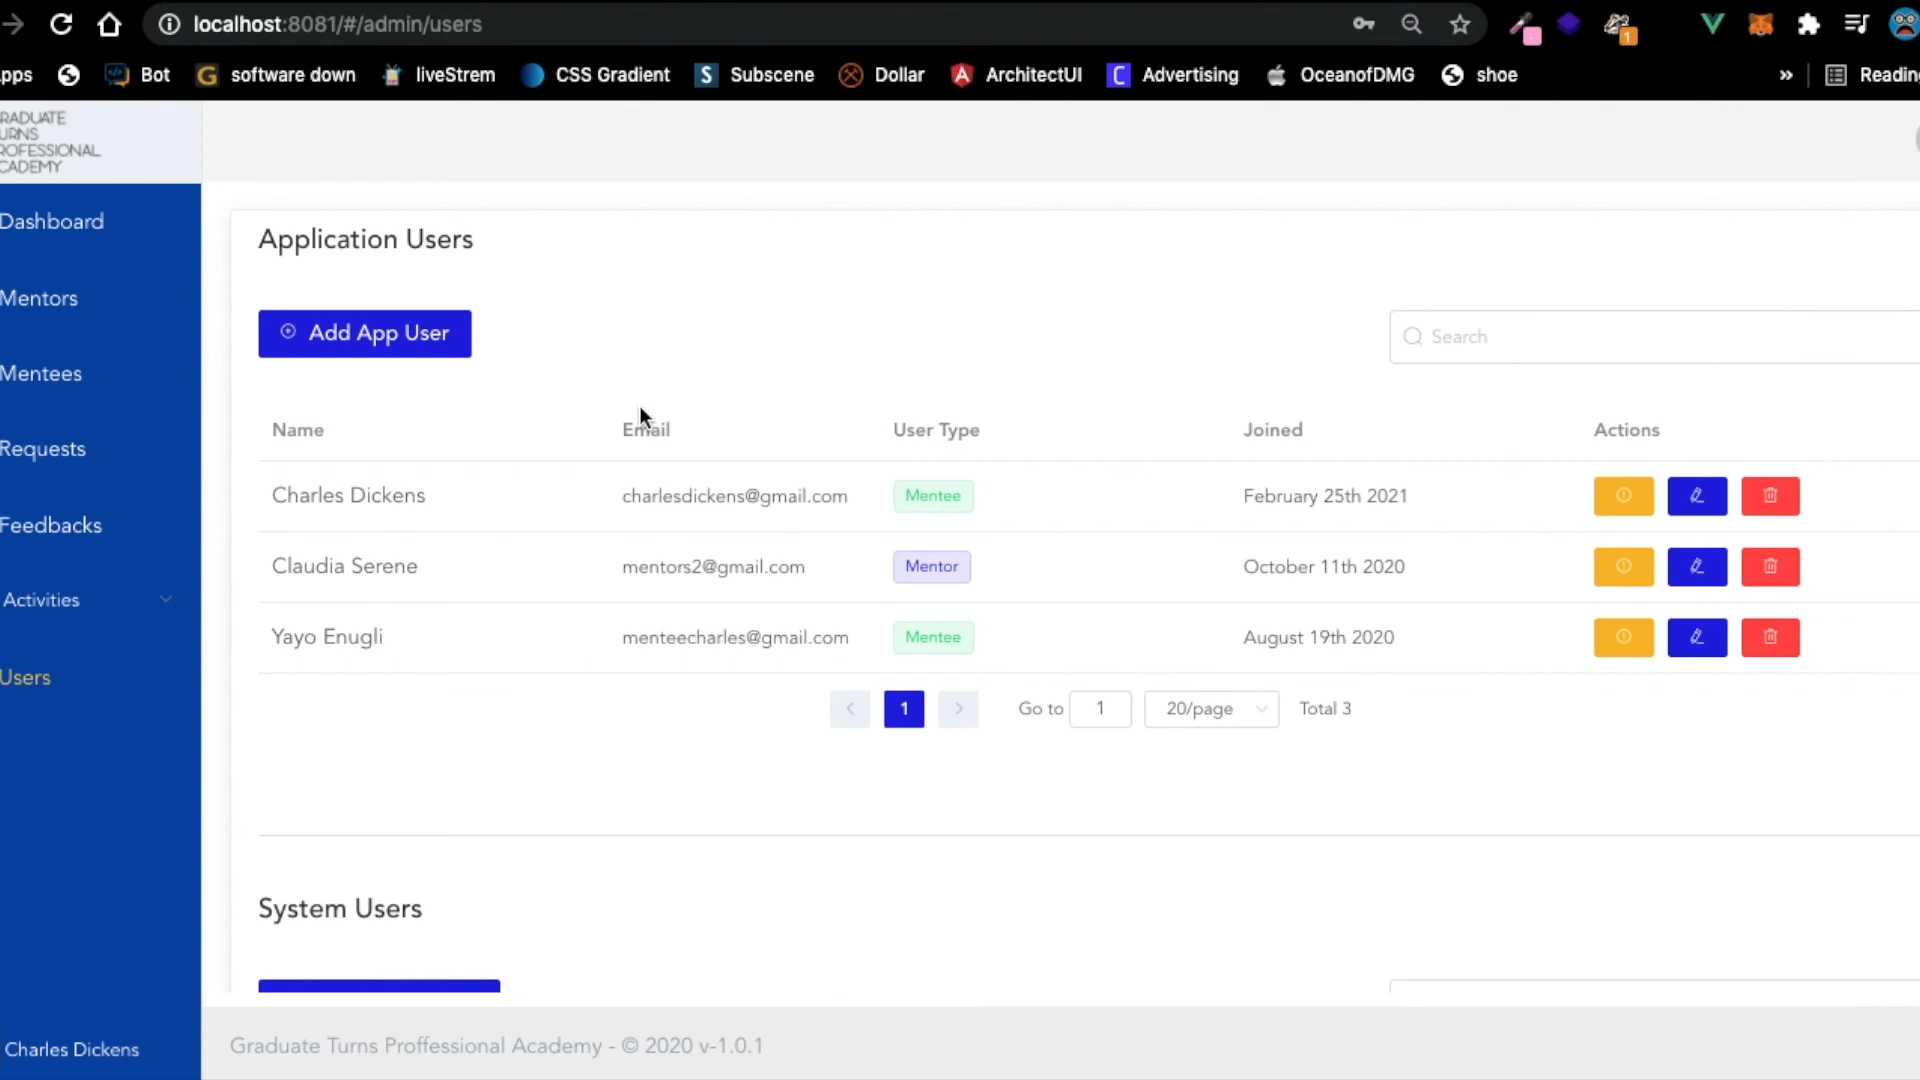 localhost:8081/#/admin/users
1
pps
Bot
software down
liveStrem
CSS Gradient
Subscene
Dollar
ArchitectUI
Advertising
OceanofDMG
shoe
»
Readin
RADUATE
URNS
ROFESSIONAL
CADEMY
Dashboard
Mentors
Mentees
Requests
Feedbacks
Activities
Users
Charles Dickens
Application Users
Add App User
Search
Name Email User Type Joined Actions
Charles Dickens charlesdickens@gmail.com Mentee February 25th 2021
Claudia Serene mentors2@gmail.com Mentor October 11th 2020
Yayo Enugli menteecharles@gmail.com Mentee August 19th 2020
1 Go to 1 20/page Total 3
System Users
Graduate Turns Proffessional Academy - © 2020 v-1.0.1